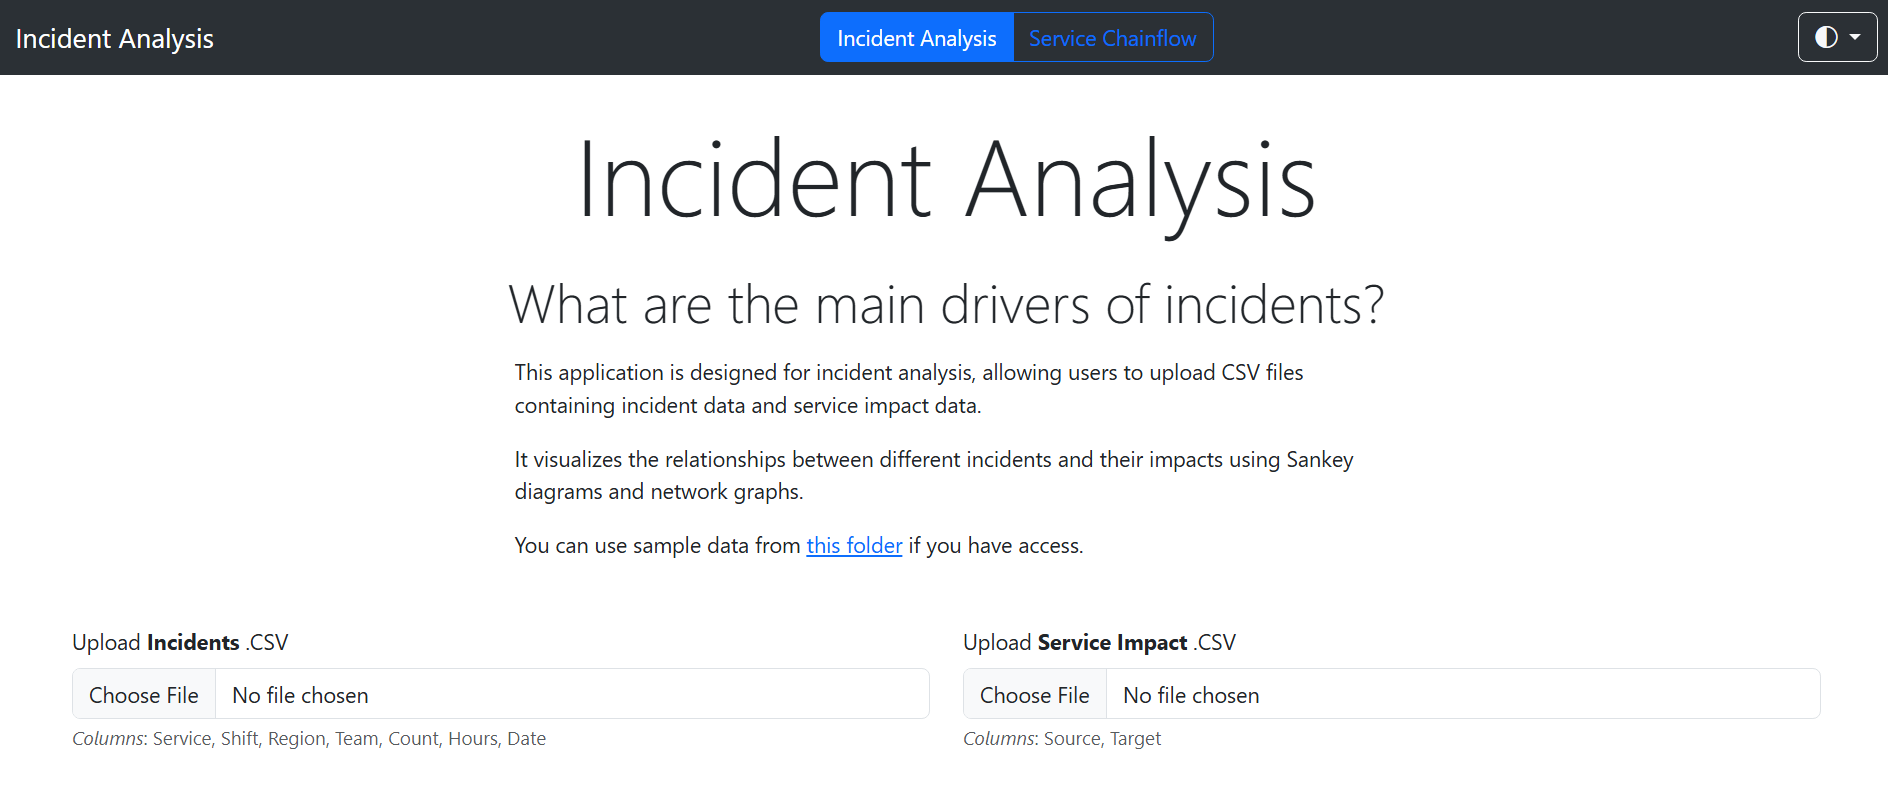 Incident Analysis
Incident Analysis
Service Chainflow
Incident Analysis
What are the main drivers of incidents?
This application is designed for incident analysis, allowing users to upload CSV files
containing incident data and service impact data.
It visualizes the relationships between different incidents and their impacts using Sankey
diagrams and network graphs.
You can use sample data from this folder if you have access.
Upload Incidents .CSV
Choose File No file chosen
Columns: Service, Shift, Region, Team, Count, Hours, Date
Upload Service Impact .CSV
Choose File No file chosen
Columns: Source, Target